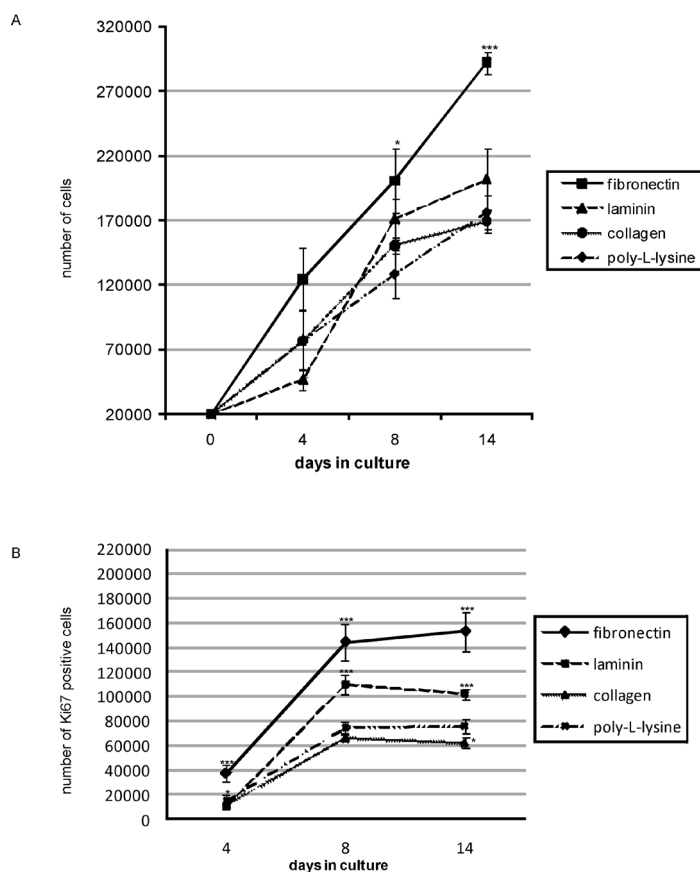 A
320000
270000
220000
170000
120000
70000
20000
number of cells
***
*
0 4 8 14
days in culture
fibronectin
laminin
collagen
poly-L-lysine
B
220000
200000
180000
160000
140000
120000
100000
80000
60000
40000
20000
0
number of Ki67 positive cells
***
***
***
***
***
*
*
4 8 14
days in culture
fibronectin
laminin
collagen
poly-L-lysine